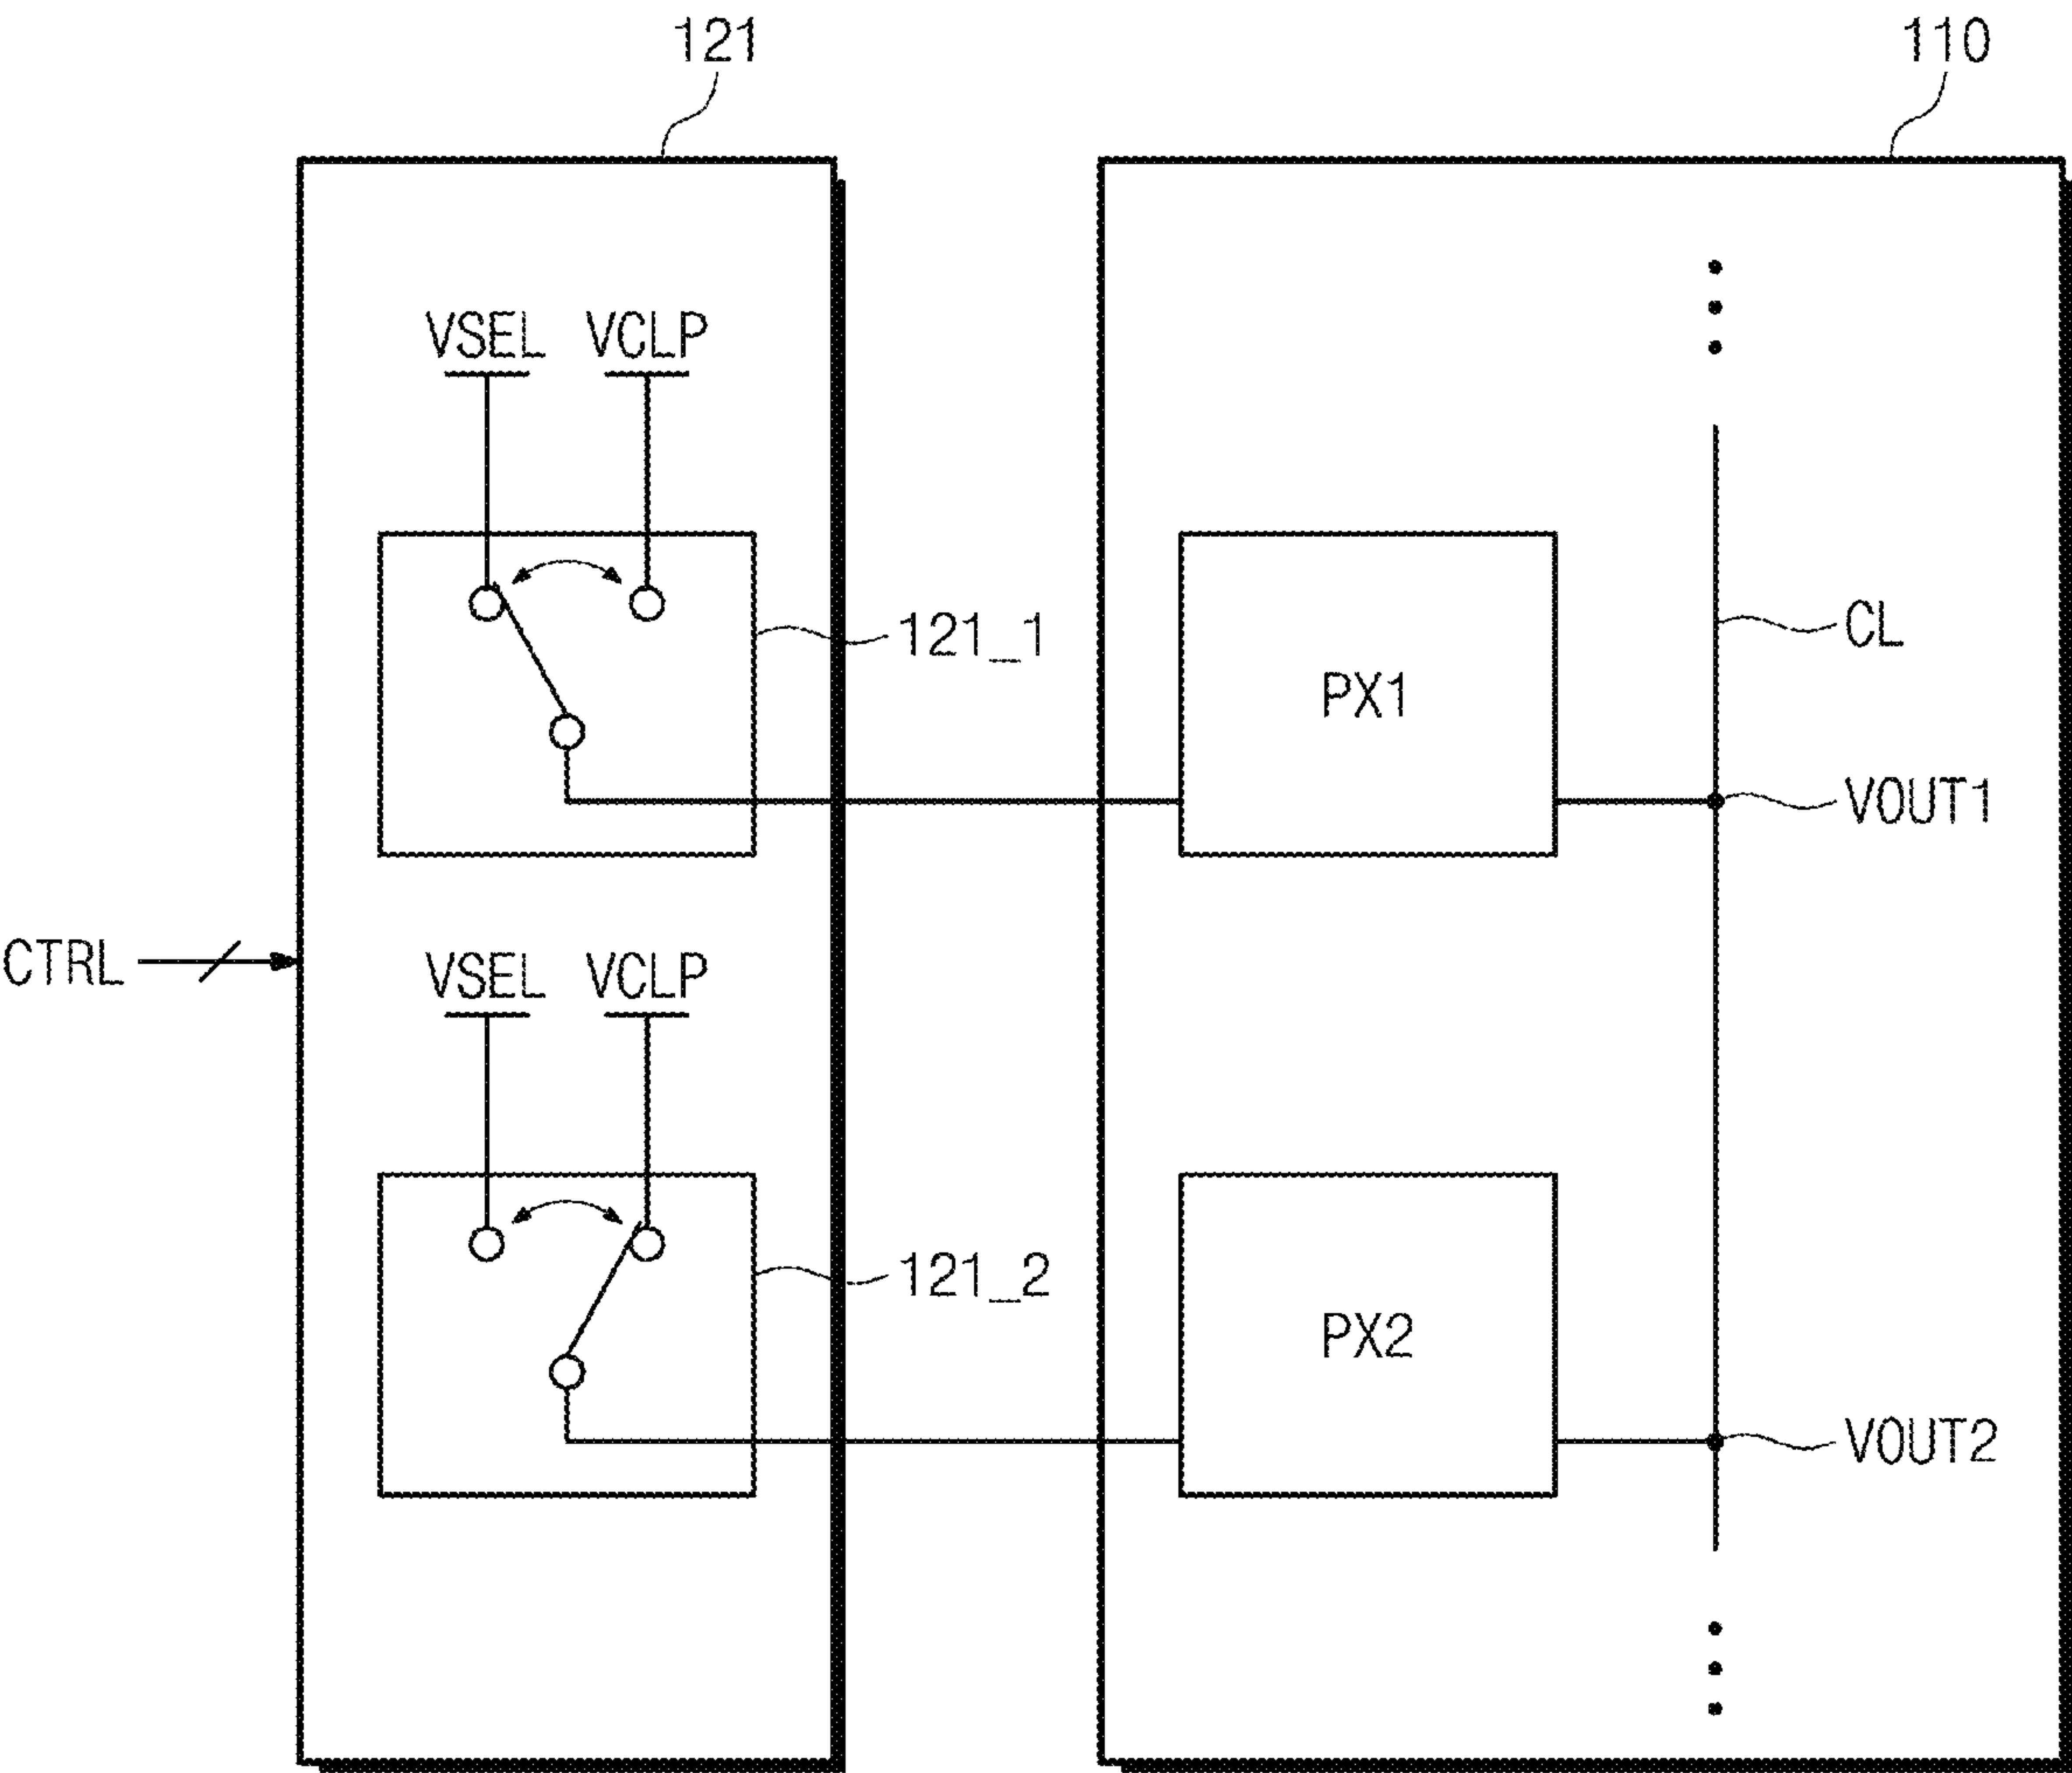 121
110
VSEL VCLP
121_1
CL
PX1
VOUT1
CTRL
VSEL VCLP
121_2
PX2
VOUT2